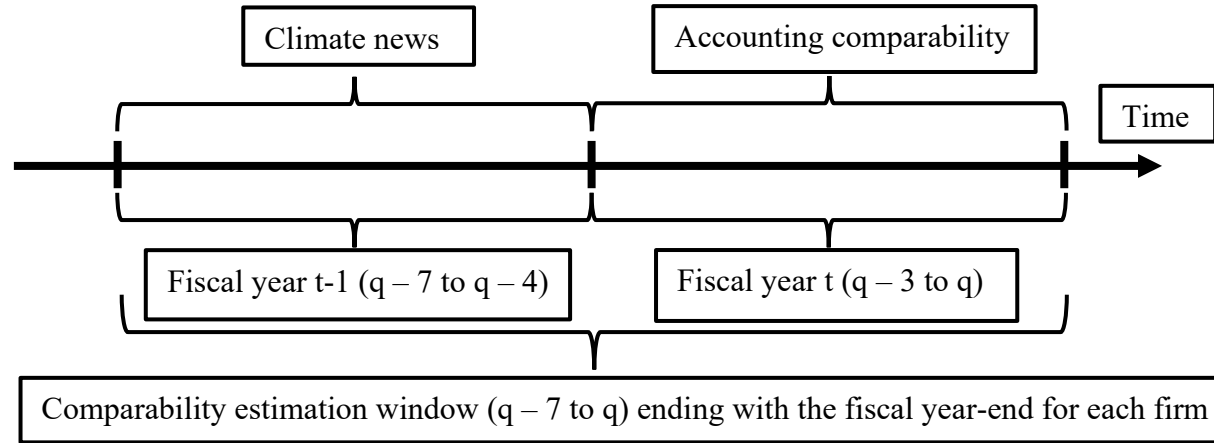 Climate news
Accounting comparability
Time
Fiscal year t-1 (q – 7 to q – 4)
Fiscal year t (q – 3 to q)
Comparability estimation window (q – 7 to q) ending with the fiscal year-end for each firm